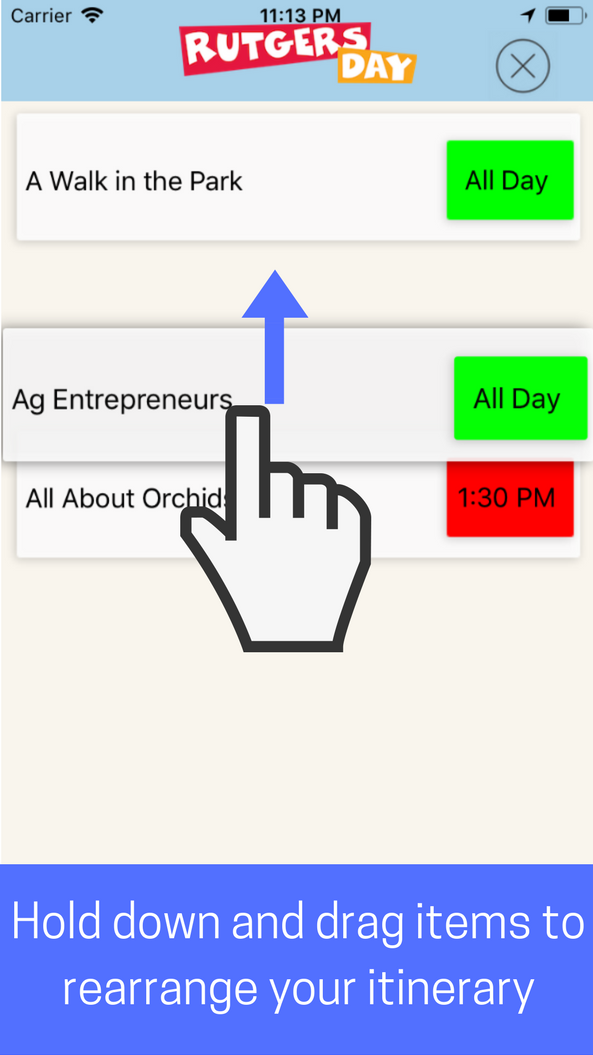 Carrier 11:13 PM
RUTGERS
DAY
A Walk in the Park All Day
Ag Entrepreneurs All Day
All About Orchids 1:30 PM
Hold down and drag items to
rearrange your itinerary